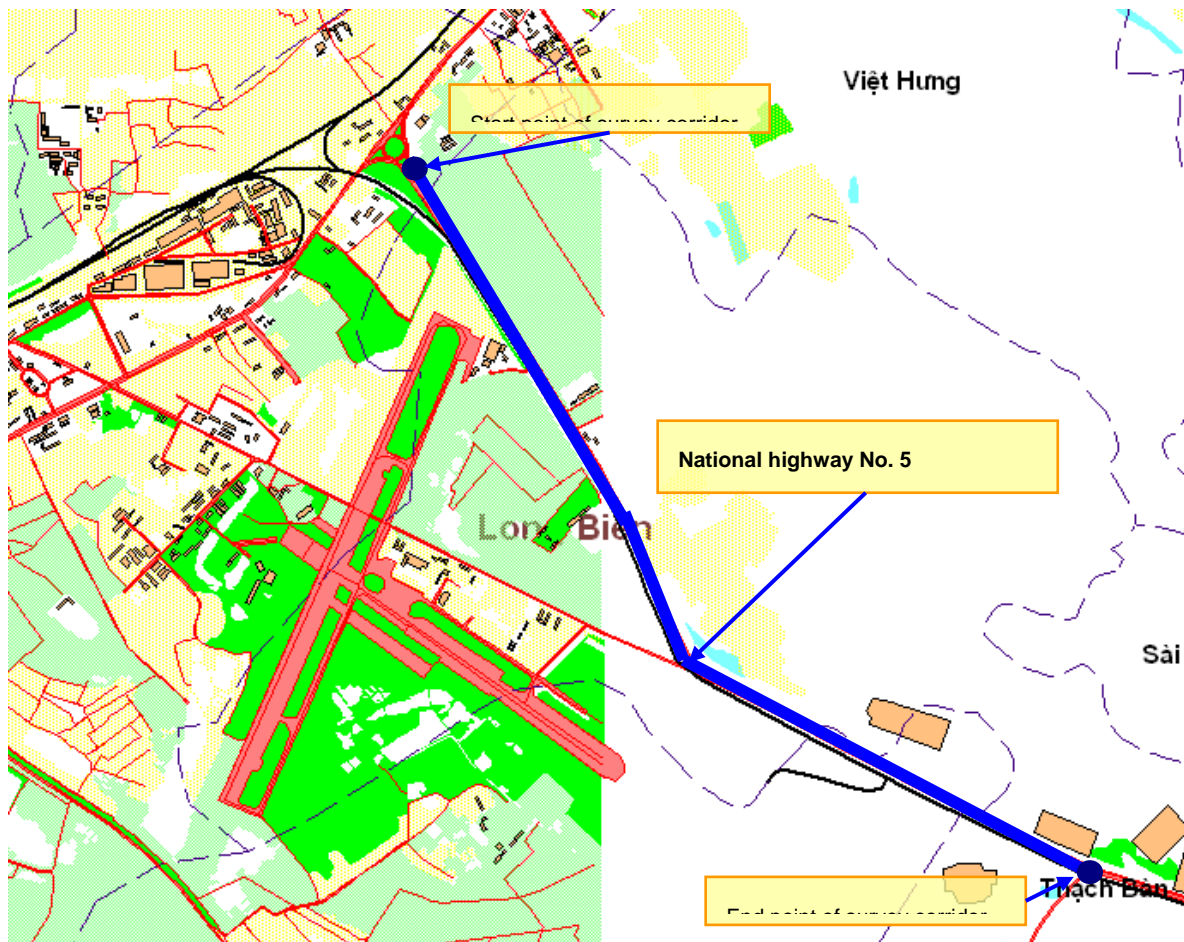 Việt Hưng
Start point of survey corridor
National highway No. 5
Long Biên
Sài
Thạch Bàn
End point of survey corridor